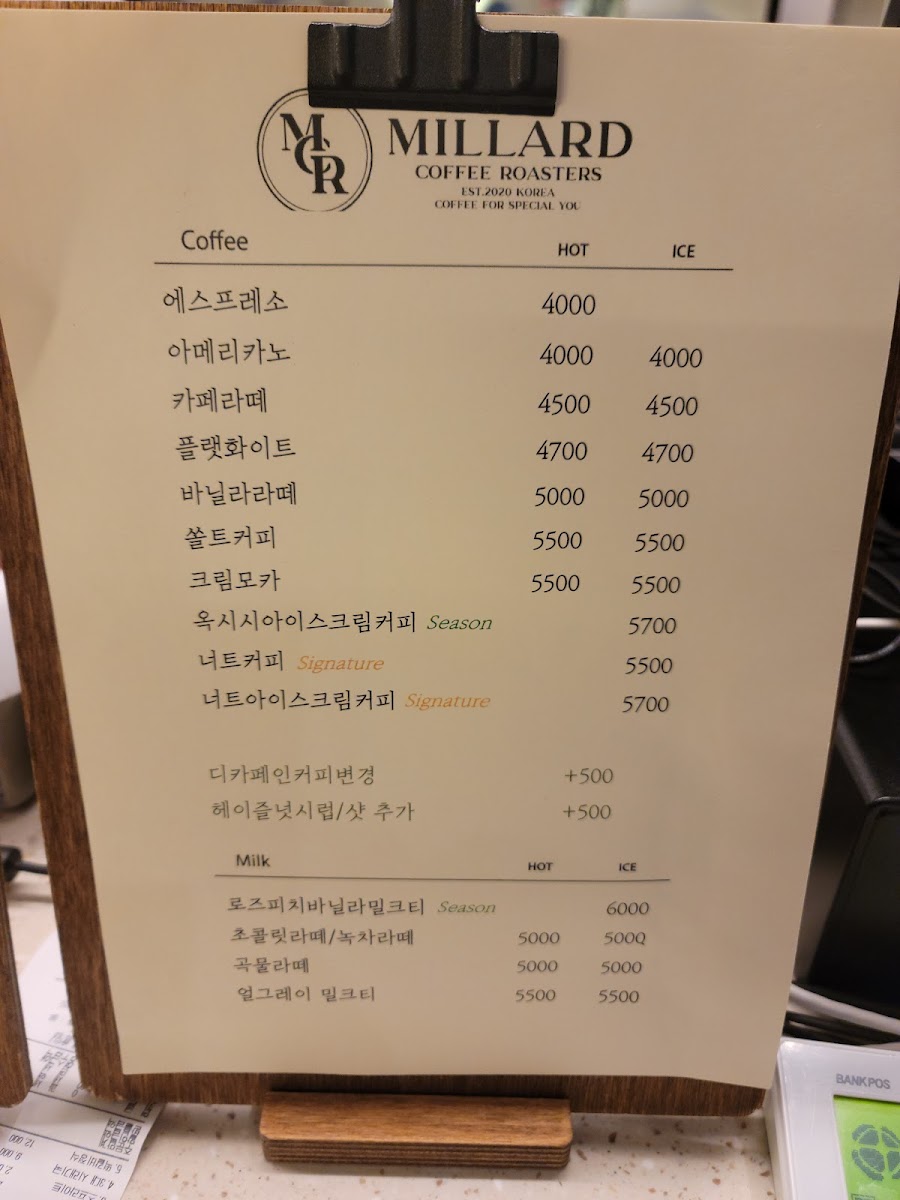 MCR
MILLARD
COFFEE ROASTERS
EST.2020 KOREA
COFFEE FOR SPECIAL YOU
Coffee HOT ICE
에스프레소 4000
아메리카노 4000 4000
카페라떼 4500 4500
플랫화이트 4700 4700
바닐라라떼 5000 5000
쏠트커피 5500 5500
크림모카 5500 5500
옥시시아이스크림커피 Season 5700
너트커피 Signature 5500
너트아이스크림커피 Signature 5700
디카페인커피변경 +500
헤이즐넛시럽/샷 추가 +500
Milk HOT ICE
로즈피치바닐라밀크티 Season 6000
초콜릿라떼/녹차라떼 5000 5000
곡물라떼 5000 5000
얼그레이 밀크티 5500 5500
BANKPOS
12,000
9,000